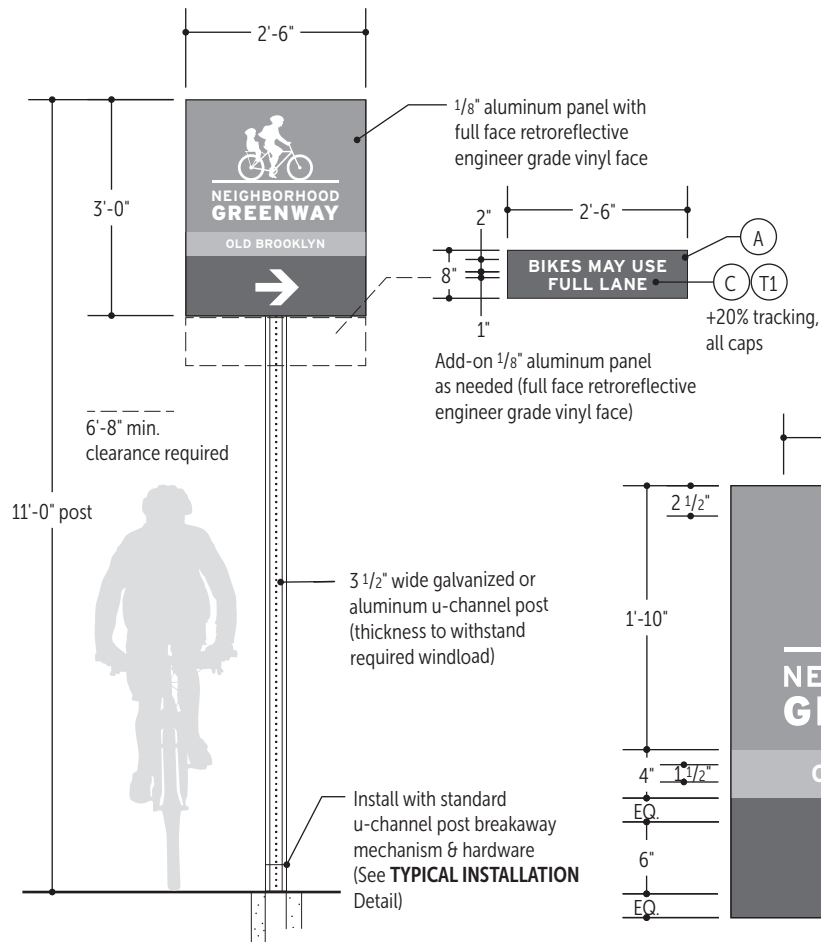 2'-6"
1/8" aluminum panel with
full face retroreflective
engineer grade vinyl face
3'-0"
NEIGHBORHOOD
GREENWAY
OLD BROOKLYN
2"
2'-6"
8"
1"
BIKES MAY USE
FULL LANE
A
C T1
+20% tracking,
all caps
Add-on 1/8" aluminum panel
as needed (full face retroreflective
engineer grade vinyl face)
6'-8" min.
clearance required
11'-0" post
3 1/2" wide galvanized or
aluminum u-channel post
(thickness to withstand
required windload)
Install with standard
u-channel post breakaway
mechanism & hardware
(See TYPICAL INSTALLATION
Detail)
2 1/2"
1'-10"
4"
1 1/2"
EQ.
6"
EQ.
NE
G